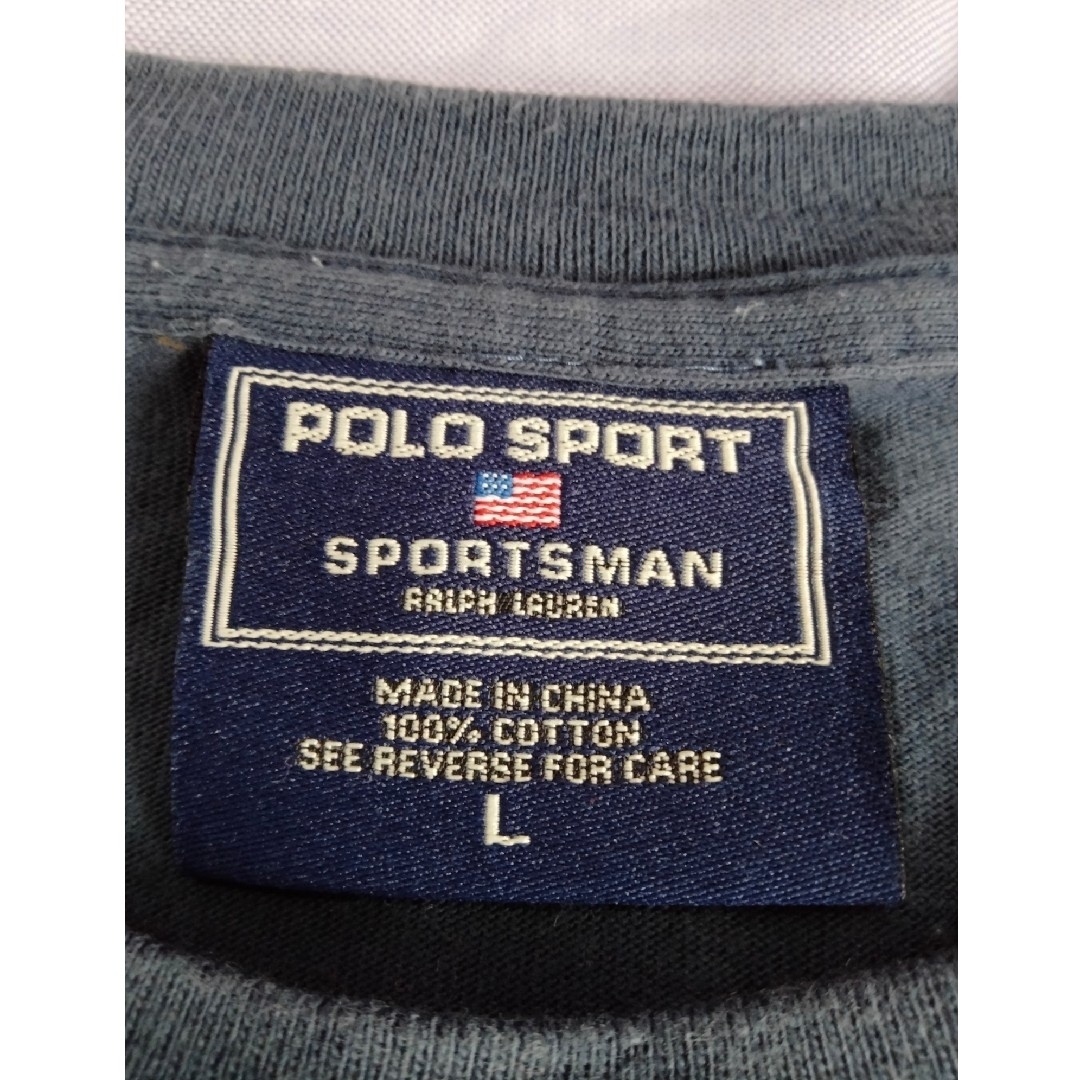 POLO SPORT
SPORTSMAN
RALPH LAUREN
MADE IN CHINA
100% COTTON
SEE REVERSE FOR CARE
L